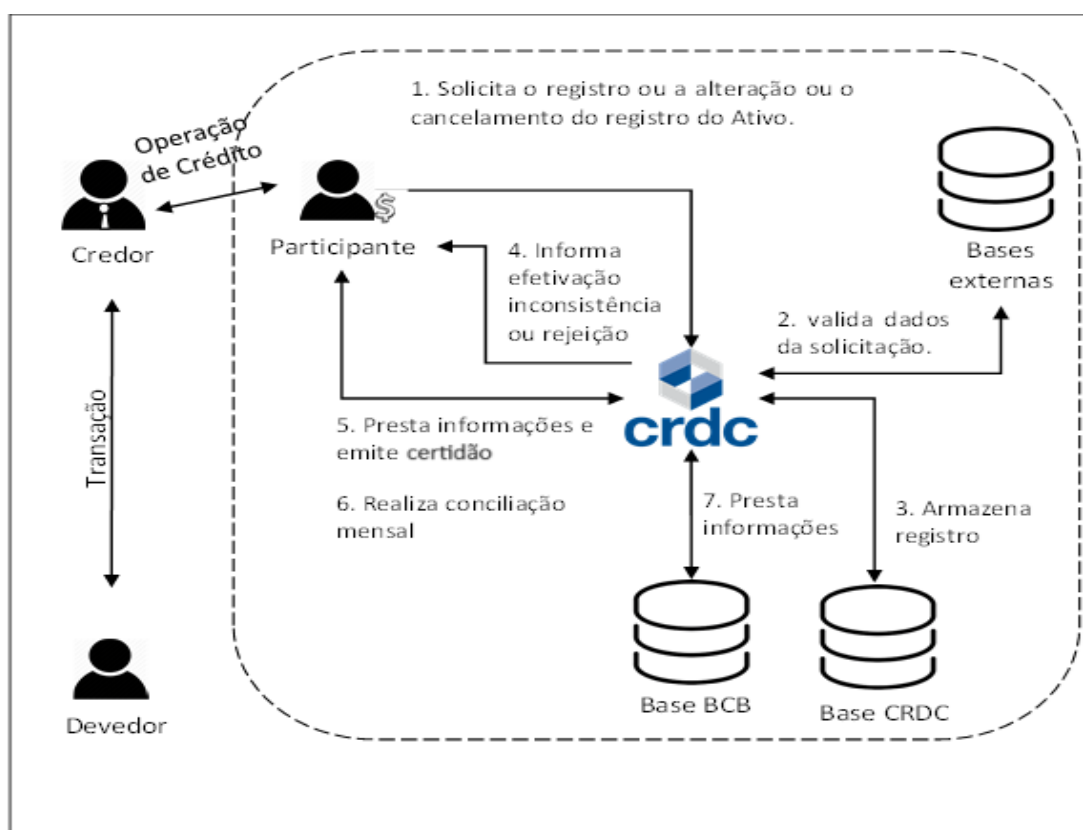 1. Solicita o registro ou a alteração ou o
cancelamento do registro do Ativo.
Operação
de Crédito
Credor
Participante
$
Bases
externas
4. Informa
efetivação
inconsistência
ou rejeição
2. valida dados
da solicitação.
crdc
Transação
5. Presta informações e
emite certidão
6. Realiza conciliação
mensal
7. Presta
informações
3. Armazena
registro
Devedor
Base BCB
Base CRDC